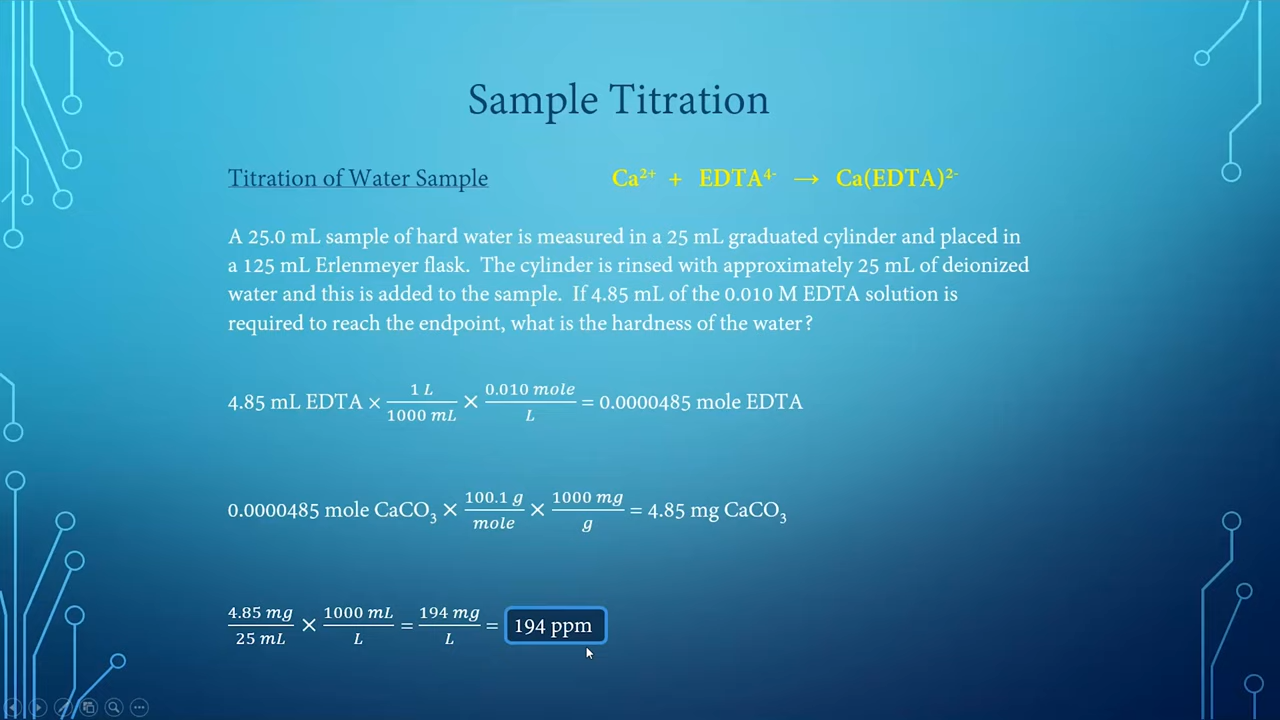 Sample Titration
Titration of Water Sample
Ca²⁺ + EDTA⁴⁻ → Ca(EDTA)²⁻
A 25.0 mL sample of hard water is measured in a 25 mL graduated cylinder and placed in
a 125 mL Erlenmeyer flask. The cylinder is rinsed with approximately 25 mL of deionized
water and this is added to the sample. If 4.85 mL of the 0.010 M EDTA solution is
required to reach the endpoint, what is the hardness of the water?
4.85 mL EDTA × 1 L/1000 mL × 0.010 mole/L = 0.0000485 mole EDTA
0.0000485 mole CaCO₃ × 100.1 g/mole × 1000 mg/g = 4.85 mg CaCO₃
4.85 mg/25 mL × 1000 mL/L = 194 mg/L = 194 ppm